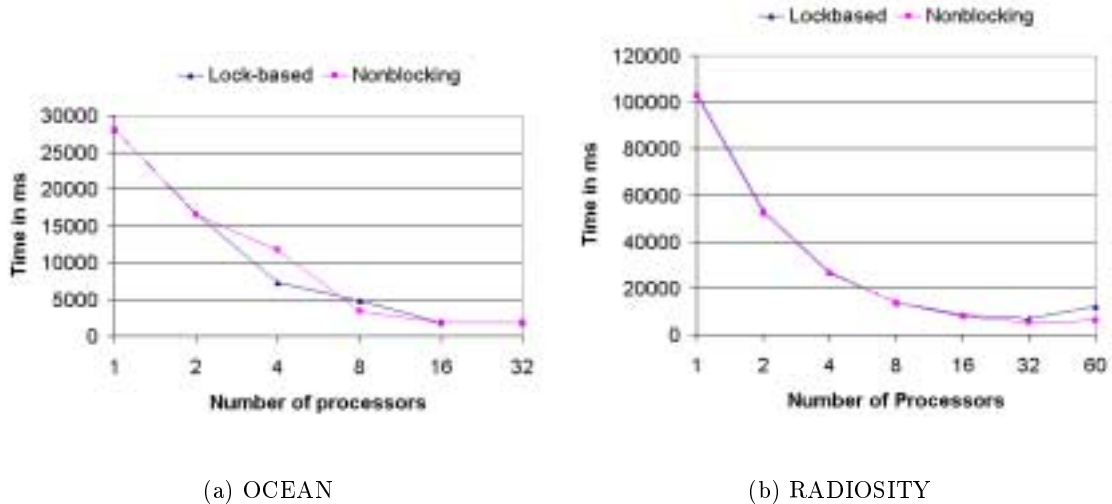 Lock-based Nonblocking
30000
25000
20000
15000
10000
5000
0
Time in ms
1 2 4 8 16 32
Number of processors
(a) OCEAN
Lockbased Nonblocking
120000
100000
80000
60000
40000
20000
0
Time in ms
1 2 4 8 16 32 60
Number of Processors
(b) RADIOSITY